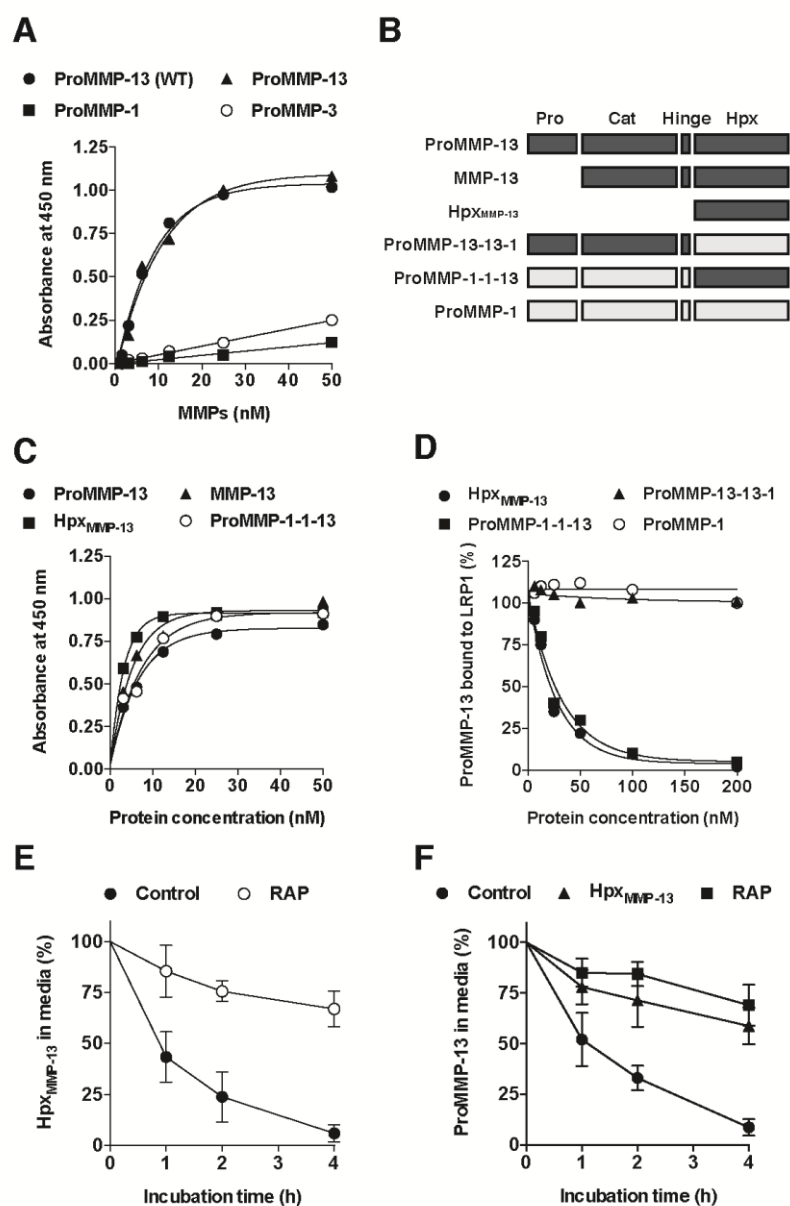 A
ProMMP-13 (WT) ProMMP-13
ProMMP-1 ProMMP-3
Absorbance at 450 nm
1.25
1.00
0.75
0.50
0.25
0.00
0 10 20 30 40 50
MMPs (nM)
B
Pro Cat Hinge Hpx
ProMMP-13
MMP-13
HpxMMP-13
ProMMP-13-13-1
ProMMP-1-1-13
ProMMP-1
C
ProMMP-13 MMP-13
HpxMMP-13 ProMMP-1-1-13
Absorbance at 450 nm
1.25
1.00
0.75
0.50
0.25
0.00
0 10 20 30 40 50
Protein concentration (nM)
D
HpxMMP-13 ProMMP-13-13-1
ProMMP-1-1-13 ProMMP-1
ProMMP-13 bound to LRP1 (%)
125
100
75
50
25
0
0 50 100 150 200
Protein concentration (nM)
E
Control RAP
HpxMMP-13 in media (%)
100
75
50
25
0
0 1 2 3 4
Incubation time (h)
F
Control HpxMMP-13 RAP
ProMMP-13 in media (%)
100
75
50
25
0
0 1 2 3 4
Incubation time (h)